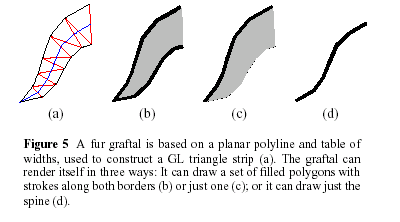 (a) (b) (c) (d)
Figure 5 A fur graftal is based on a planar polyline and table of
widths, used to construct a GL triangle strip (a). The graftal can
render itself in three ways: It can draw a set of filled polygons with
strokes along both borders (b) or just one (c); or it can draw just the
spine (d).